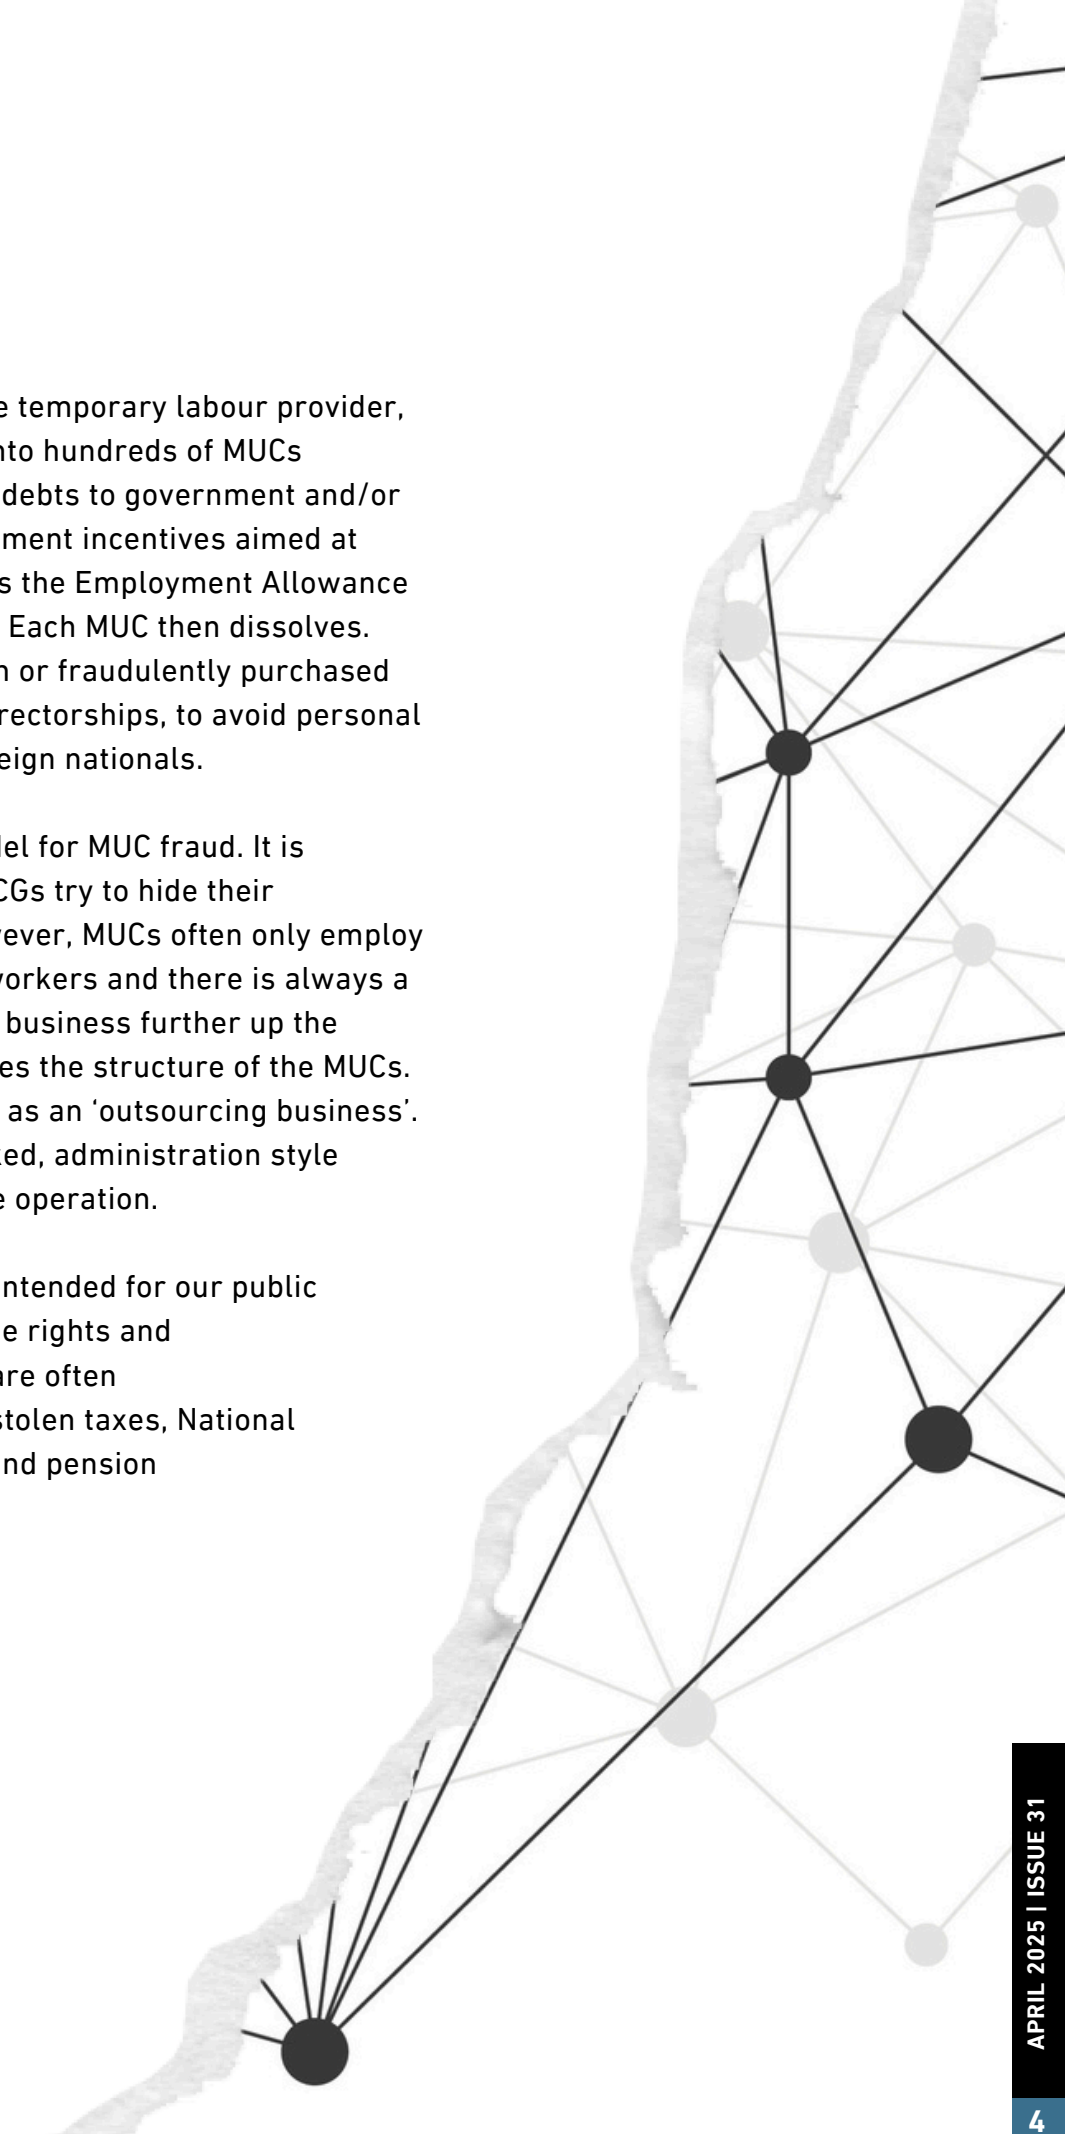 e temporary labour provider,
nto hundreds of MUCs
debts to government and/or
ment incentives aimed at
s the Employment Allowance
Each MUC then dissolves.
n or fraudulently purchased
rectorships, to avoid personal
eign nationals.
del for MUC fraud. It is
CGs try to hide their
vever, MUCs often only employ
workers and there is always a
business further up the
es the structure of the MUCs.
as an ‘outsourcing business’.
ked, administration style
e operation.
ntended for our public
e rights and
are often
stolen taxes, National
nd pension
APRIL 2025 | ISSUE 31
4